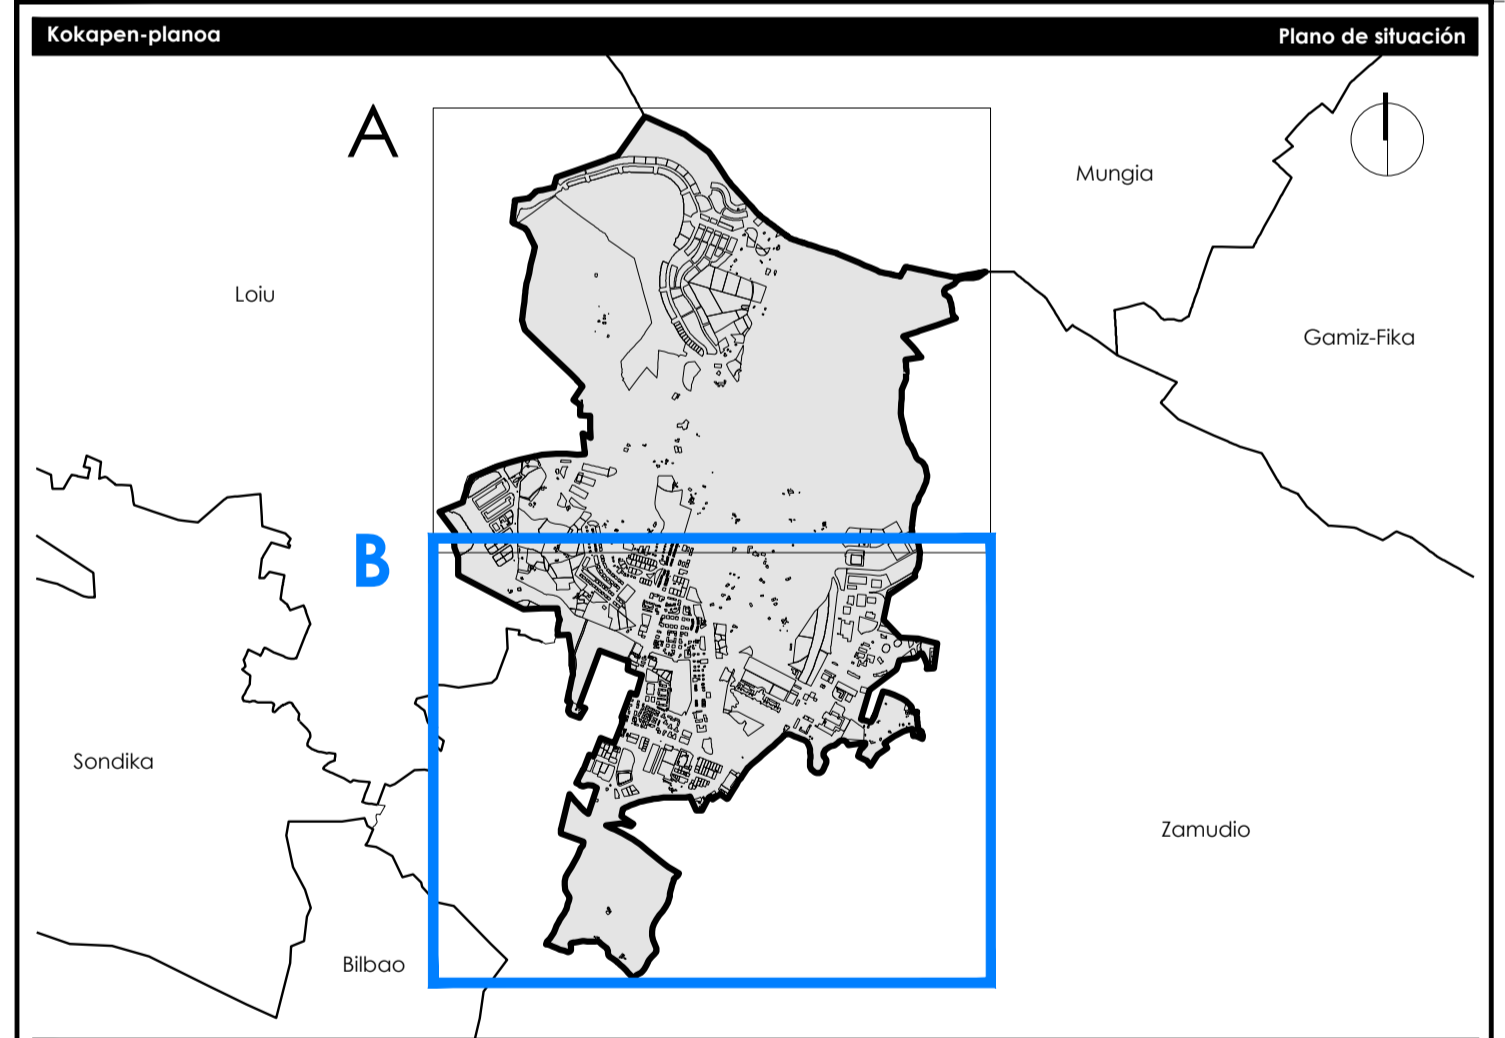 Kokapen-planoa
Plano de situación
A
Mungia
Loiu
Gamiz-Fika
B
Sondika
Zamudio
Bilbao